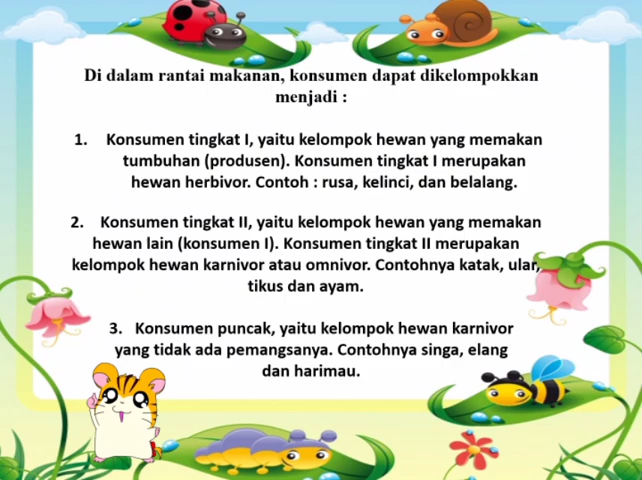 Di dalam rantai makanan, konsumen dapat dikelompokkan
menjadi :
1. Konsumen tingkat I, yaitu kelompok hewan yang memakan
tumbuhan (produsen). Konsumen tingkat I merupakan
hewan herbivor. Contoh : rusa, kelinci, dan belalang.
2. Konsumen tingkat II, yaitu kelompok hewan yang memakan
hewan lain (konsumen I). Konsumen tingkat II merupakan
kelompok hewan karnivor atau omnivor. Contohnya katak, ular,
tikus dan ayam.
3. Konsumen puncak, yaitu kelompok hewan karnivor
yang tidak ada pemangsanya. Contohnya singa, elang
dan harimau.